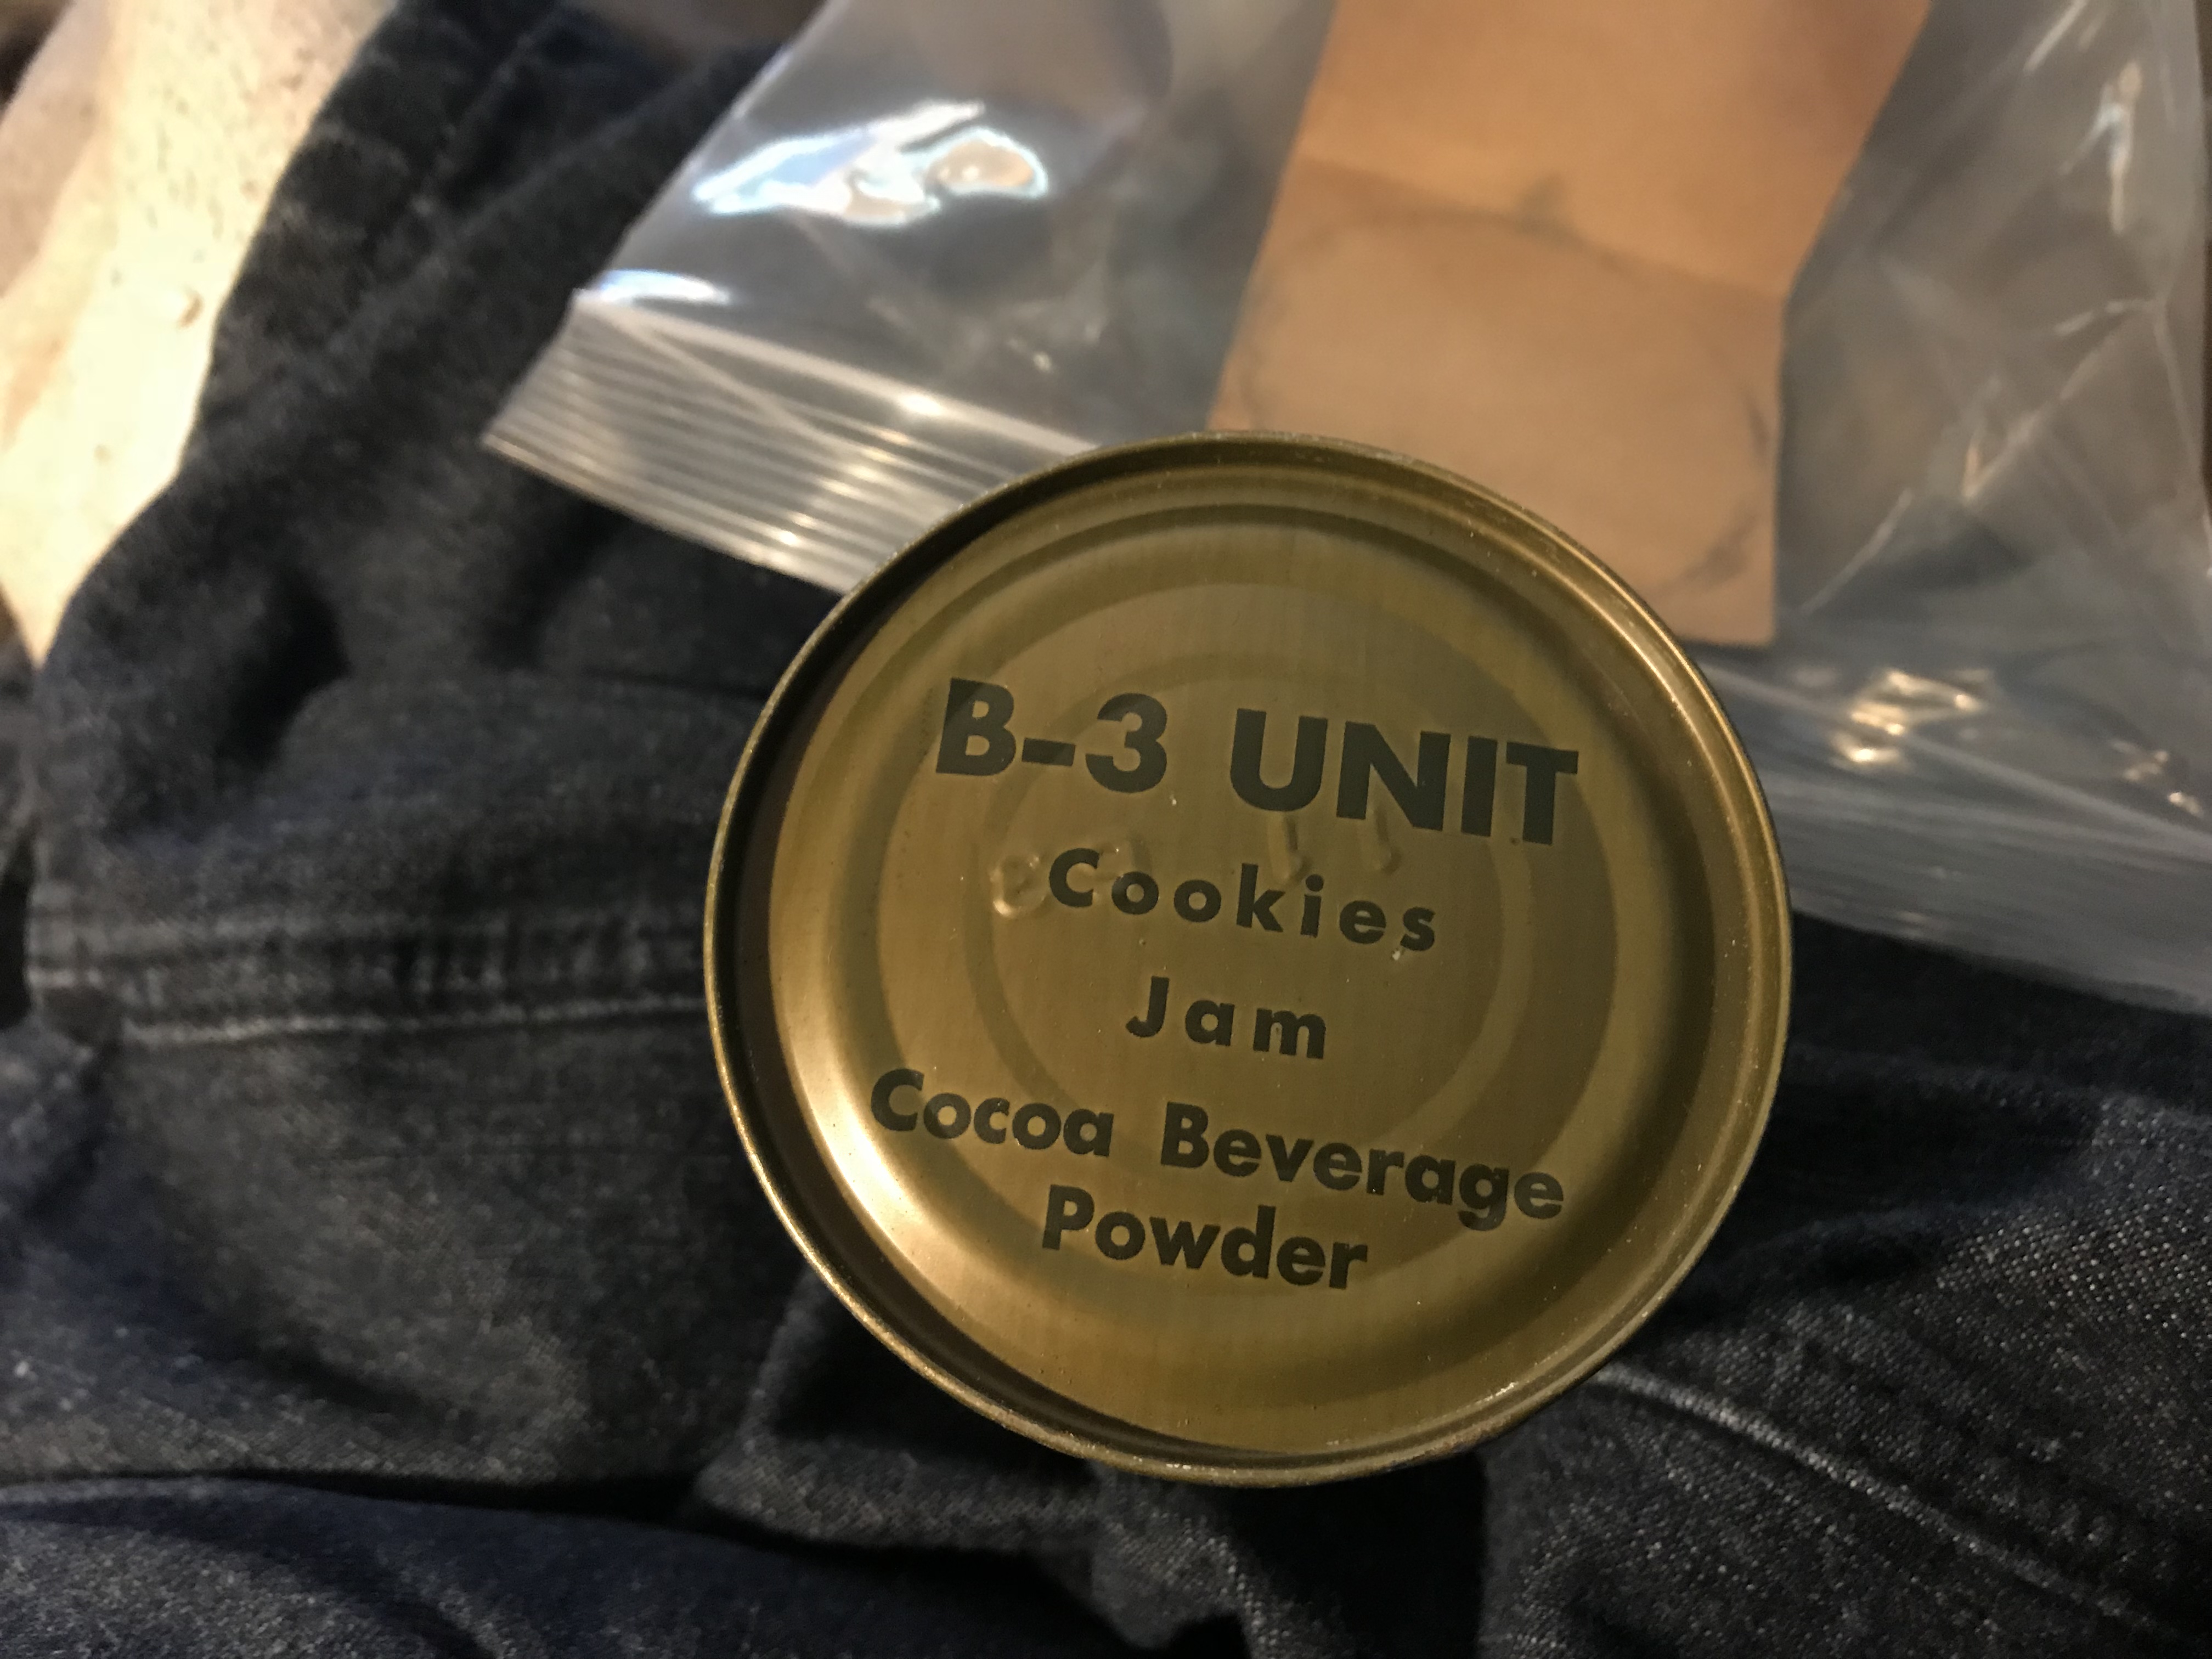 B-3 UNIT
Cookies
Jam
Cocoa Beverage
Powder